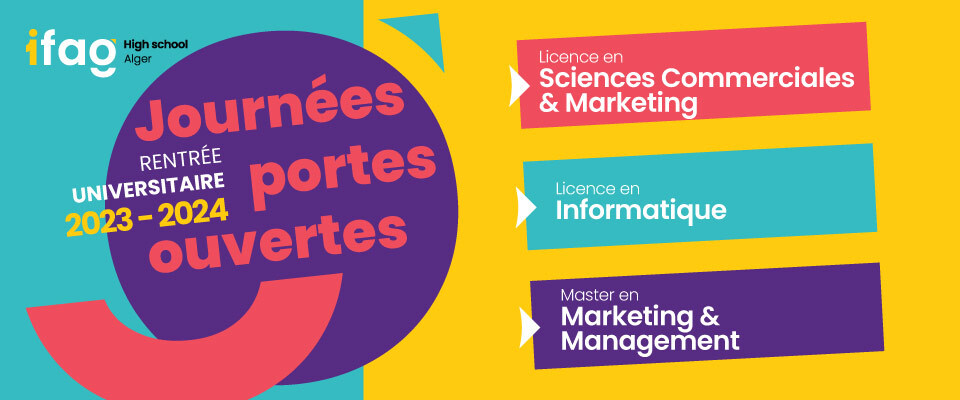 ifag
High school
Alger
Journées
portes
ouvertes
RENTRÉE
UNIVERSITAIRE
2023 - 2024
Licence en
Sciences Commerciales
& Marketing
Licence en
Informatique
Master en
Marketing &
Management